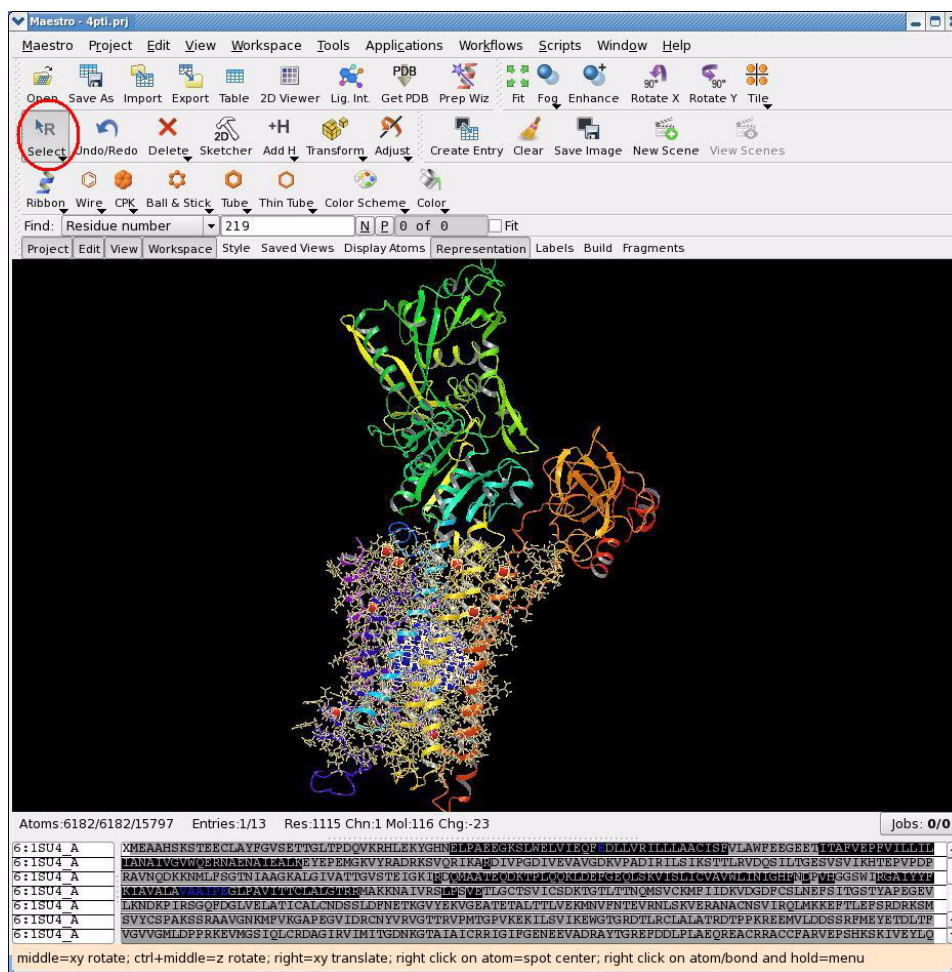 Maestro - 4pti.prj
Maestro Project Edit View Workspace Tools Applications Workflows Scripts Window Help
PDB 90° 90°
Open Save As Import Export Table 2D Viewer Lig. Int. Get PDB Prep Wiz Fit Fog Enhance Rotate X Rotate Y Tile
R 2D +H
Select Undo/Redo Delete Sketcher Add H Transform Adjust Create Entry Clear Save Image New Scene View Scenes
Ribbon Wire CPK Ball & Stick Tube Thin Tube Color Scheme Color
Find: Residue number 219 N P 0 of 0 Fit
Project Edit View Workspace Style Saved Views Display Atoms Representation Labels Build Fragments
Atoms:6182/6182/15797 Entries:1/13 Res:1115 Chn:1 Mol:116 Chg:-23 Jobs: 0/0
6:1SU4_A XMEAAHSKSTEECLAYFGVSETTGLTPDQVKRHLEKYGHNELPAEEGKSLWELVIEQFEDLLVRILLLAACISFVLAWFEEGEETITAFVEPFVILLILI
6:1SU4_A IANAIVGVWQERNAENAIEALKEYEPEMGKVYRADRKSVQRIKARDIVPGDIVEVAVGDKVPADIRILSIKSTTLRVDQSILTGESVSVIKHTEPVPDP
6:1SU4_A RAVNQDKKNMLFSGTNIAAGKALGIVATTGVSTEIGKIRDQMAATEQDKTPLQQKLDEFGEQLSKVISLICVAVWLINIGHFNDPVHGGSWIRGAIYYF
6:1SU4_A KIAVALAVAAIPEGLPAVITTCLALGTRRMAKKNAIVRSLPSVETLGCTSVICSDKTGTLTTNQMSVCKMFIIDKVDGDFCSLNEFSITGSTYAPEGEV
6:1SU4_A LKNDKPIRSGQFDGLVELATICALCNDSSLDFNETKGVYEKVGEATETALTTLVEKMNVFNTEVRNLSKVERANACNSVIRQLMKKEFTLEFSRDRKSM
6:1SU4_A SVYCSPAKSSRAAVGNKMFVKGAPEGVIDRCNYVRVGTTRVPMTGPVKEKILSVIKEWGTGRDTLRCLALATRDTPPKREEMVLDDSSRFMEYETDLTF
6:1SU4_A VGVVGMLDPPRKEVMGSIQLCRDAGIRVIMITGDNKGTAIAICRRIGIFGENEEVADRAYTGREFDDLPLAEQREACRRACCFARVEPSHKSKIVEYLQ
middle=xy rotate; ctrl+middle=z rotate; right=xy translate; right click on atom=spot center; right click on atom/bond and hold=menu